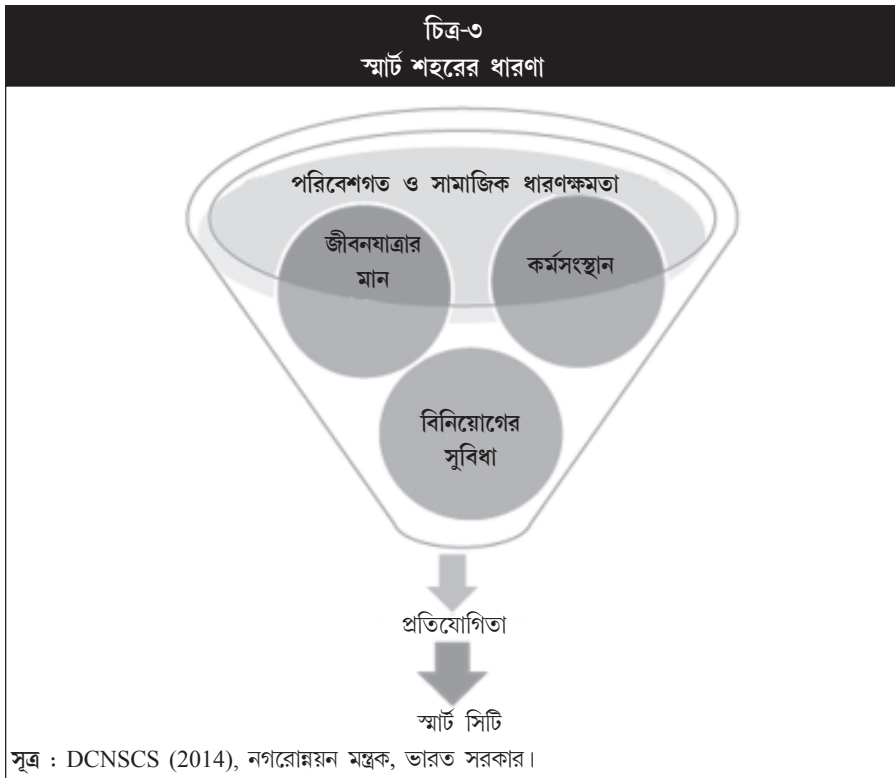 চিত্র-৩
স্মার্ট শহরের ধারণা
পরিবেশগত ও সামাজিক ধারণক্ষমতা
জীবনযাত্রার
মান
কর্মসংস্থান
বিনিয়োগের
সুবিধা
প্রতিযোগিতা
স্মার্ট সিটি
সূত্র : DCNSCS (2014), নগরোন্নয়ন মন্ত্রক, ভারত সরকার।